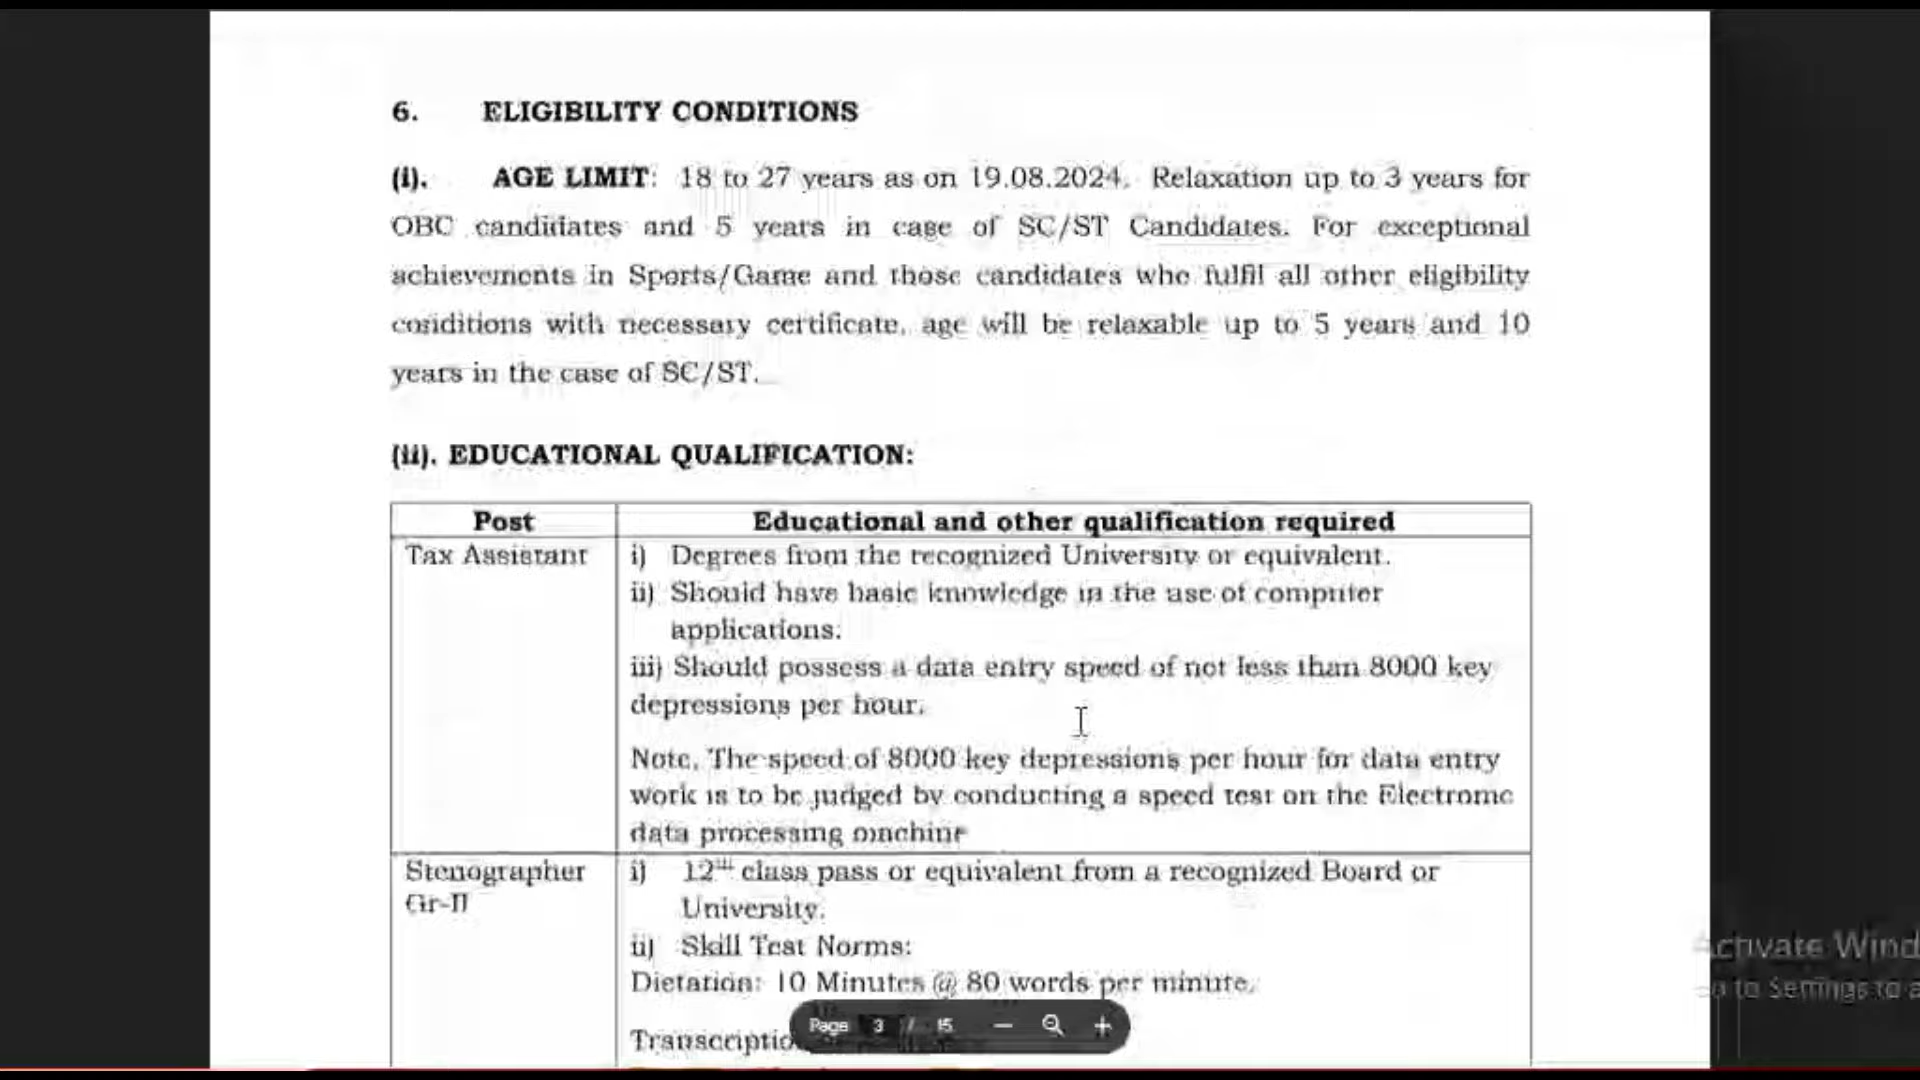 6. ELIGIBILITY CONDITIONS
(i). AGE LIMIT: 18 to 27 years as on 19.08.2024. Relaxation up to 3 years for
OBC candidates and 5 years in case of SC/ST Candidates. For exceptional
achievements in Sports/Game and those candidates who fulfil all other eligibility
conditions with necessary certificate, age will be relaxable up to 5 years and 10
years in the case of SC/ST.
(ii). EDUCATIONAL QUALIFICATION:
Post Educational and other qualification required
Tax Assistant
i) Degrees from the recognized University or equivalent.
ii) Should have basic knowledge in the use of computer
applications.
iii) Should possess a data entry speed of not less than 8000 key
depressions per hour.
Note. The speed of 8000 key depressions per hour for data entry
work is to be judged by conducting a speed test on the Electronic
data processing machine
Stenographer
Gr-II
i) 12th class pass or equivalent from a recognized Board or
University.
ii) Skill Test Norms:
Dictation: 10 Minutes @ 80 words per minute.
Transcriptio
Page 3 / 15
Activate Wind
to Settings to a